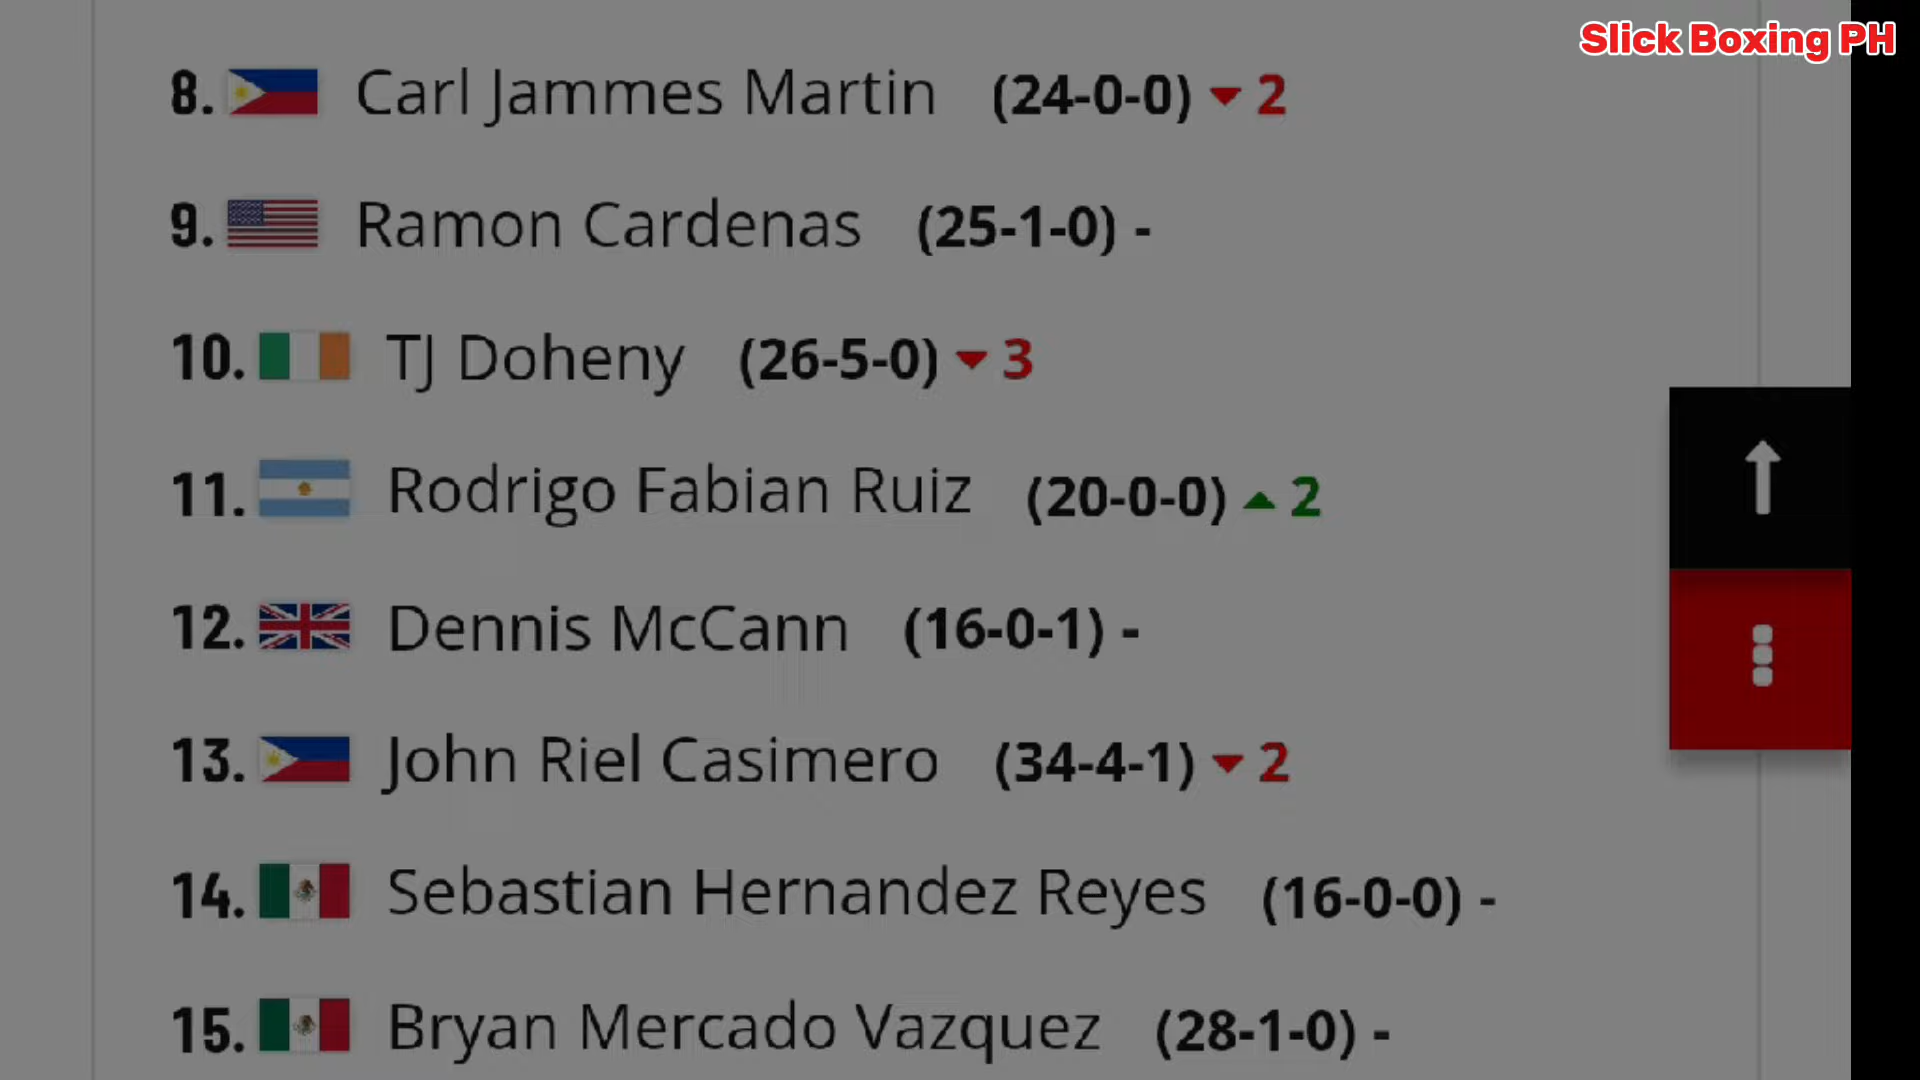 Slick Boxing PH
8. Carl Jammes Martin (24-0-0) ▼ 2
9. Ramon Cardenas (25-1-0) -
10. TJ Doheny (26-5-0) ▼ 3
11. Rodrigo Fabian Ruiz (20-0-0) ▲ 2
12. Dennis McCann (16-0-1) -
13. John Riel Casimero (34-4-1) ▼ 2
14. Sebastian Hernandez Reyes (16-0-0) -
15. Bryan Mercado Vazquez (28-1-0) -